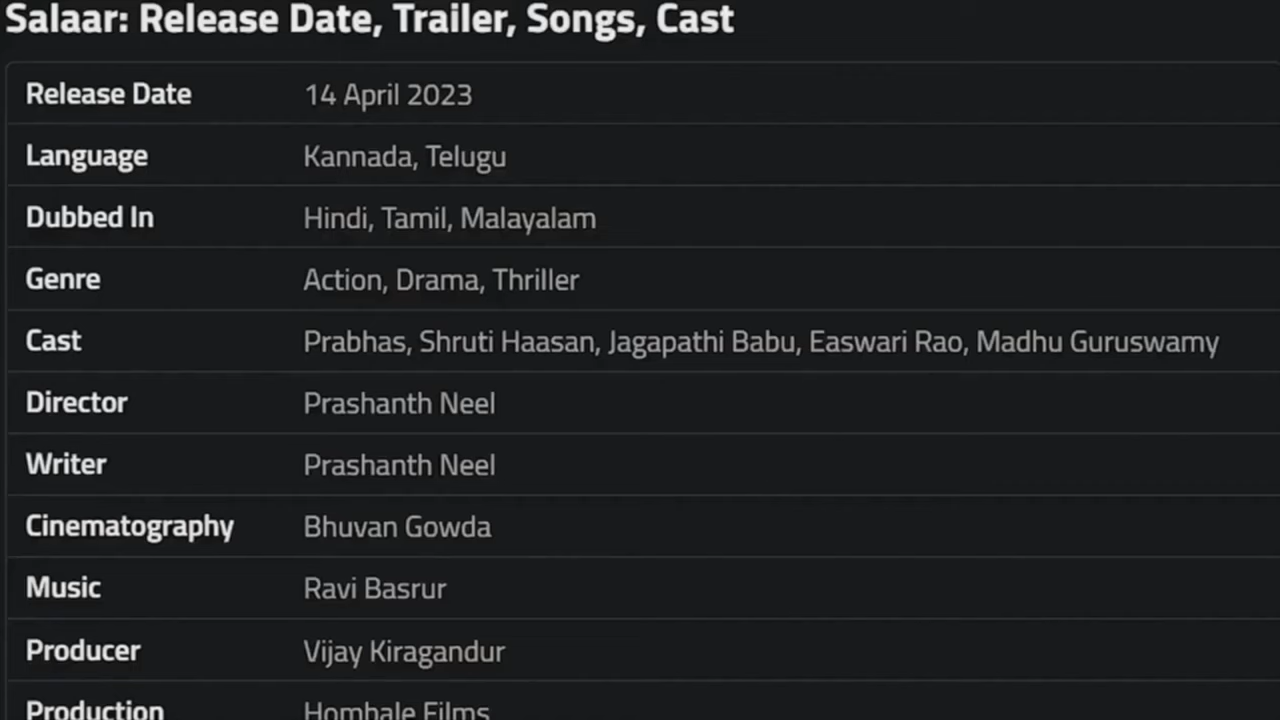 Salaar: Release Date, Trailer, Songs, Cast
Release Date 14 April 2023
Language Kannada, Telugu
Dubbed In Hindi, Tamil, Malayalam
Genre Action, Drama, Thriller
Cast Prabhas, Shruti Haasan, Jagapathi Babu, Easwari Rao, Madhu Guruswamy
Director Prashanth Neel
Writer Prashanth Neel
Cinematography Bhuvan Gowda
Music Ravi Basrur
Producer Vijay Kiragandur
Production Hombale Films